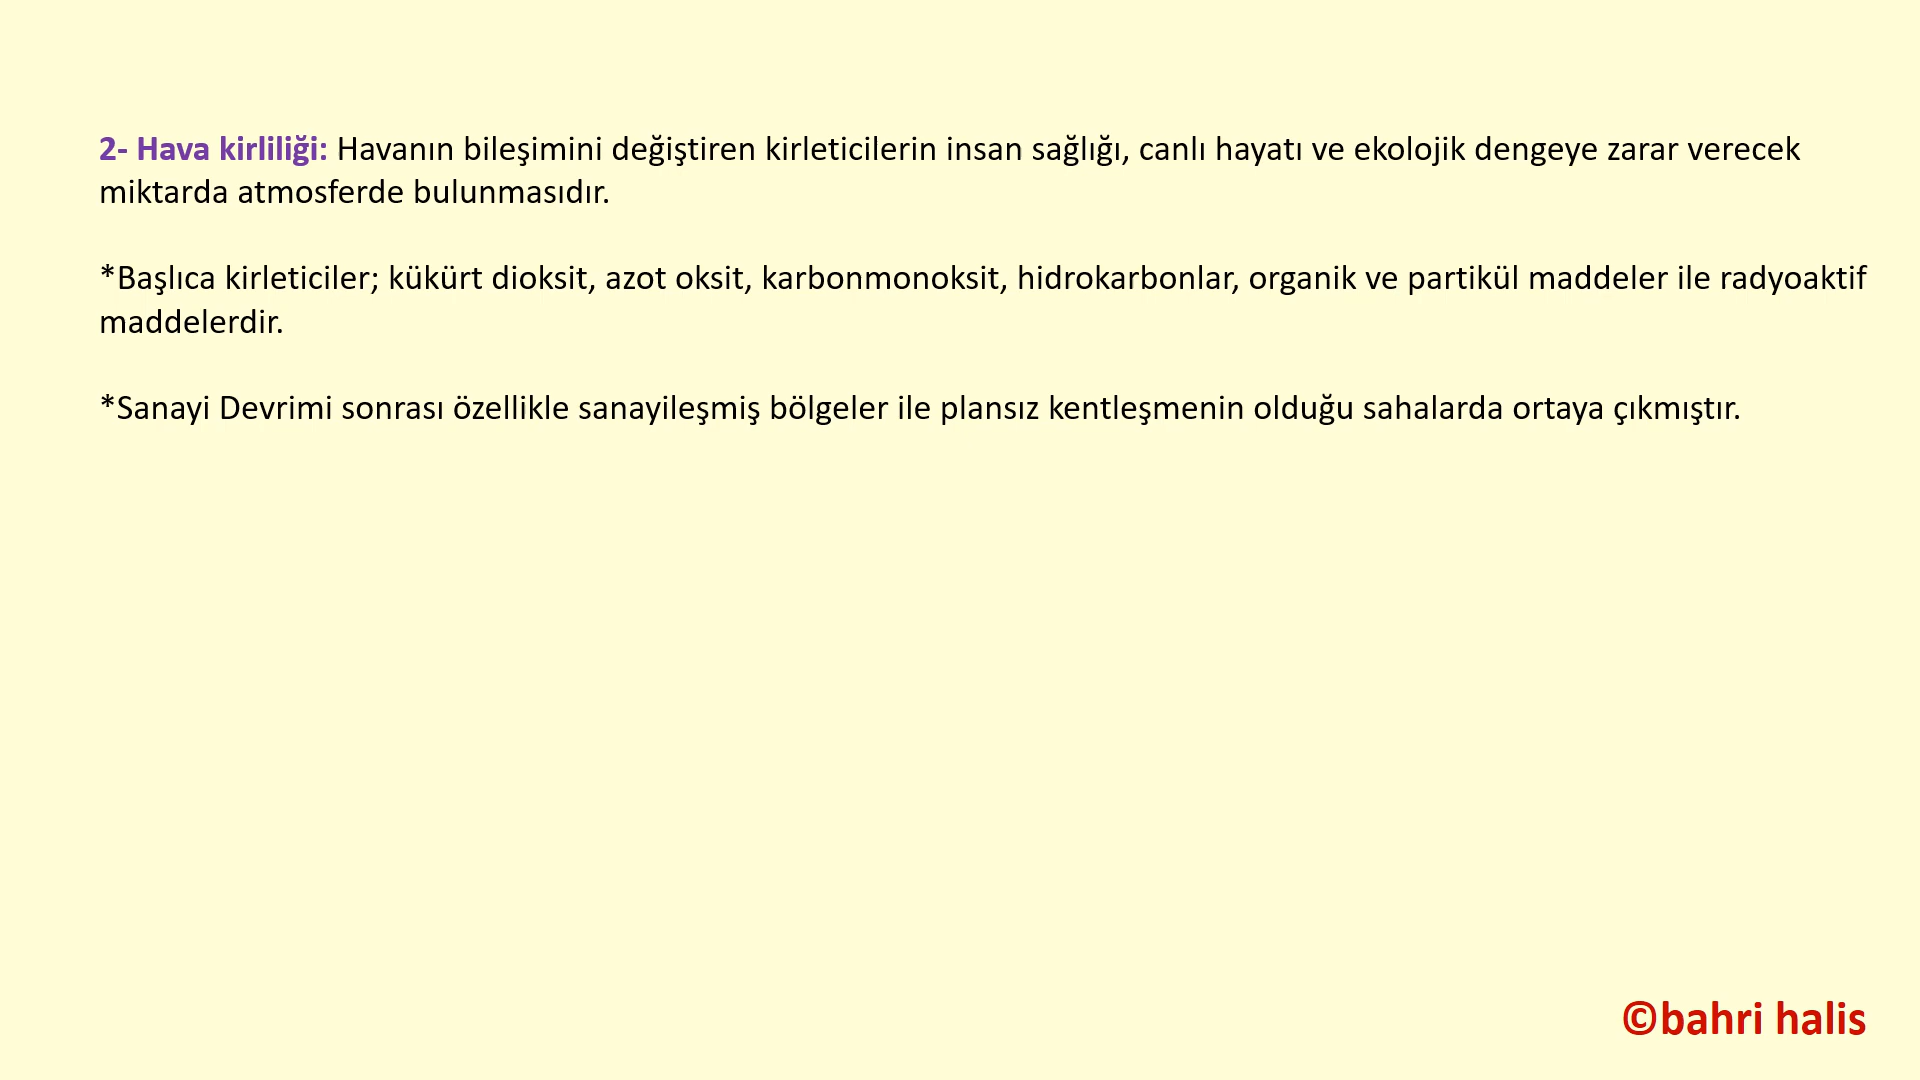 2- Hava kirliliği: Havanın bileşimini değiştiren kirleticilerin insan sağlığı, canlı hayatı ve ekolojik dengeye zarar verecek
miktarda atmosferde bulunmasıdır.
*Başlıca kirleticiler; kükürt dioksit, azot oksit, karbonmonoksit, hidrokarbonlar, organik ve partikül maddeler ile radyoaktif
maddelerdir.
*Sanayi Devrimi sonrası özellikle sanayileşmiş bölgeler ile plansız kentleşmenin olduğu sahalarda ortaya çıkmıştır.
©bahri halis